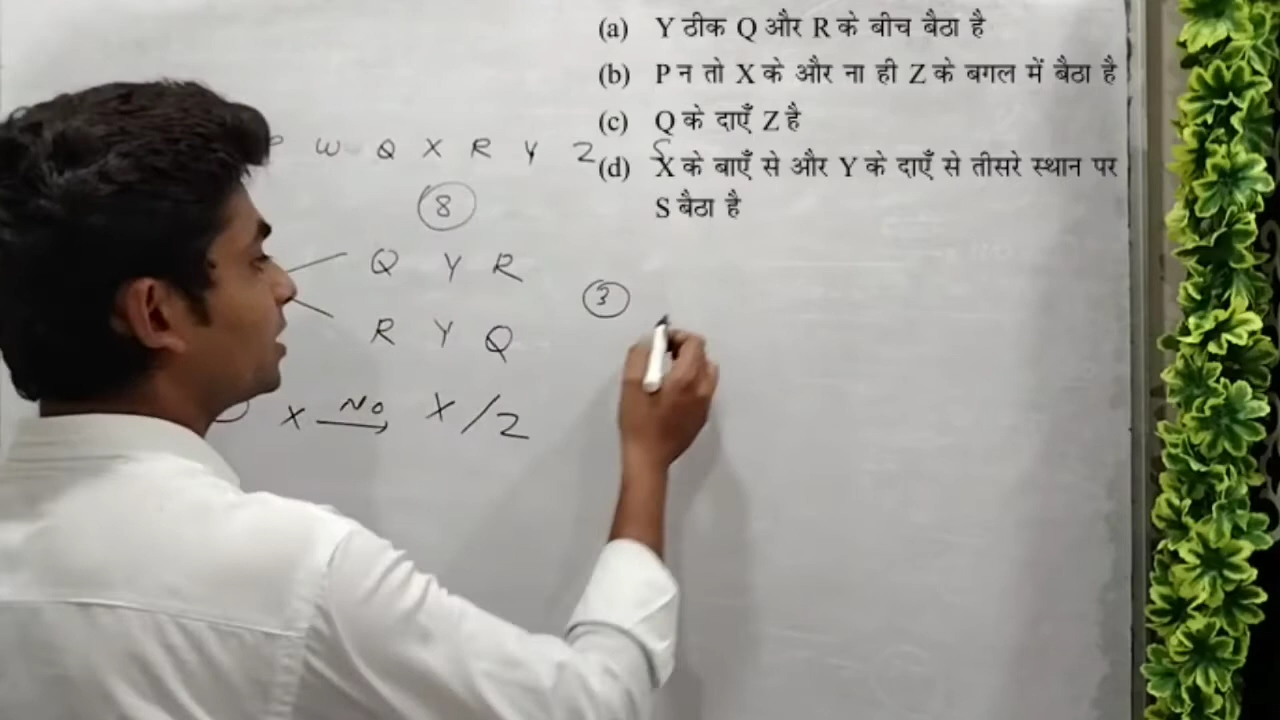 (a) Y ठीक Q और R के बीच बैठा है
(b) P न तो X के और ना ही Z के बगल में बैठा है
(c) Q के दाएँ Z है
(d) X के बाएँ से और Y के दाएँ से तीसरे स्थान पर
S बैठा है
P W Q X R Y Z S
8
Q Y R
3
R Y Q
X No X / Z